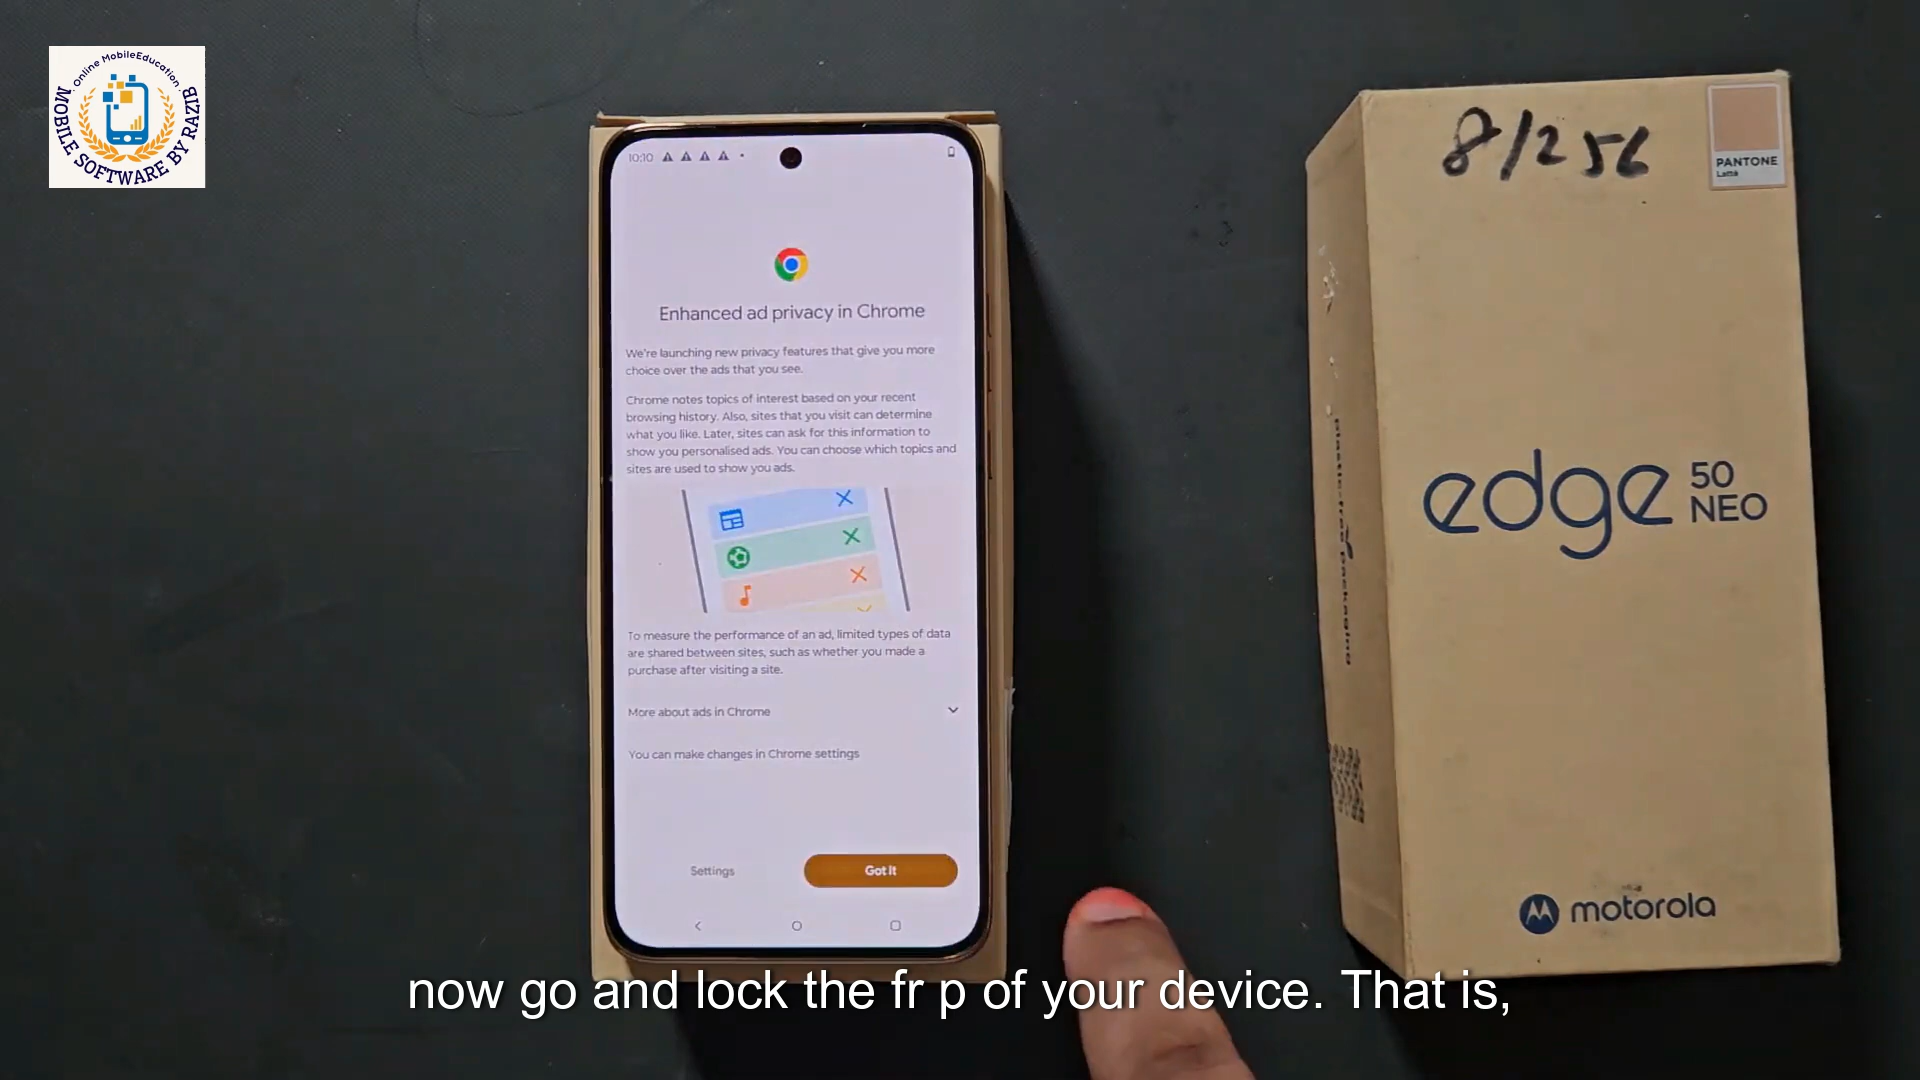 Online MobileEducation
MOBILE SOFTWARE BY RAZIB
10:10
Enhanced ad privacy in Chrome
We're launching new privacy features that give you more
choice over the ads that you see.
Chrome notes topics of interest based on your recent
browsing history. Also, sites that you visit can determine
what you like. Later, sites can ask for this information to
show you personalised ads. You can choose which topics and
sites are used to show you ads.
To measure the performance of an ad, limited types of data
are shared between sites, such as whether you made a
purchase after visiting a site.
More about ads in Chrome
You can make changes in Chrome settings
Settings
Got it
8/256
PANTONE
Latte
plastic-free packaging
edge 50
NEO
motorola
now go and lock the fr p of your device. That is,